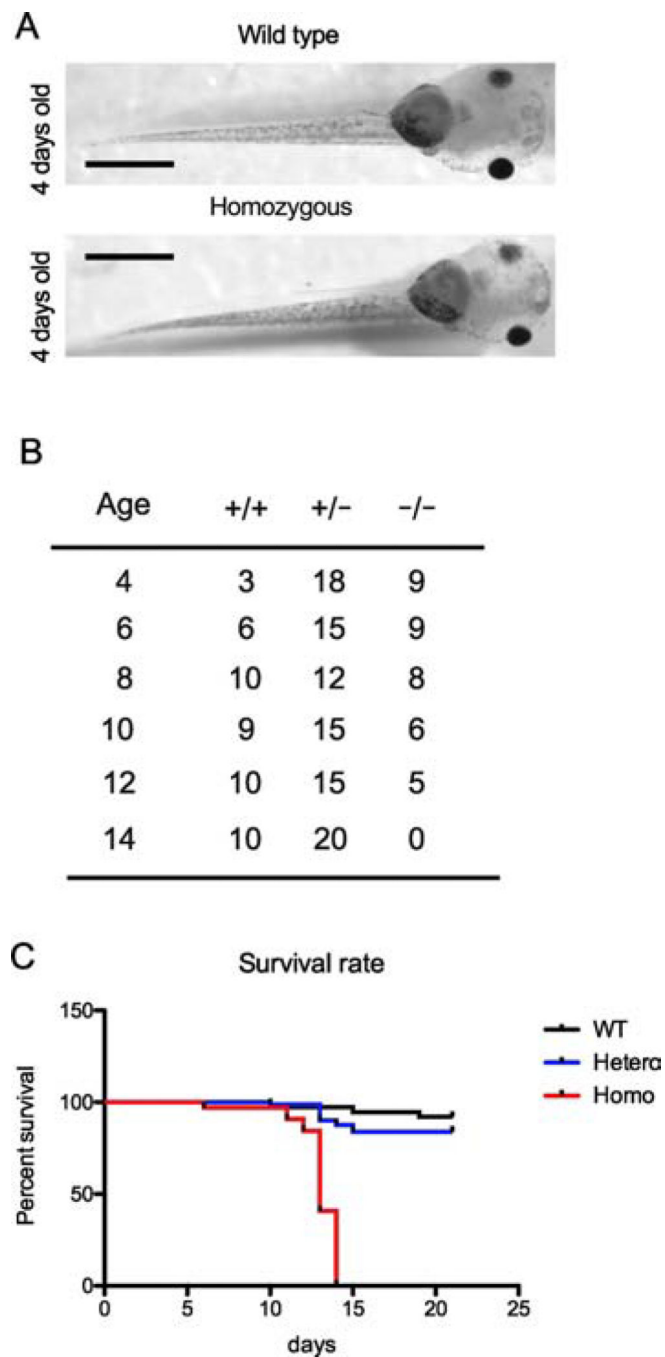 A
Wild type
4 days old
Homozygous
4 days old
B
Age +/+ +/− −/−
4 3 18 9
6 6 15 9
8 10 12 8
10 9 15 6
12 10 15 5
14 10 20 0
C
Survival rate
150
100
50
0
Percent survival
0 5 10 15 20 25
days
WT
Hetero
Homo